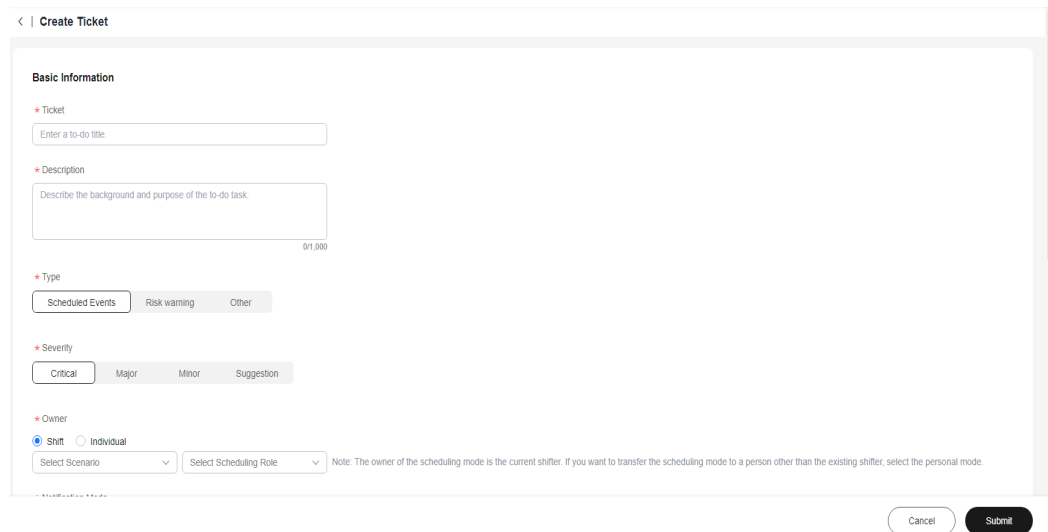 < | Create Ticket
Basic Information
* Ticket
Enter a to-do title.
* Description
Describe the background and purpose of the to-do task.
0/1,000
* Type
Scheduled Events Risk warning Other
* Severity
Critical Major Minor Suggestion
* Owner
Shift Individual
Select Scenario Select Scheduling Role Note: The owner of the scheduling mode is the current shifter. If you want to transfer the scheduling mode to a person other than the existing shifter, select the personal mode.
* Notification Mode
Cancel Submit